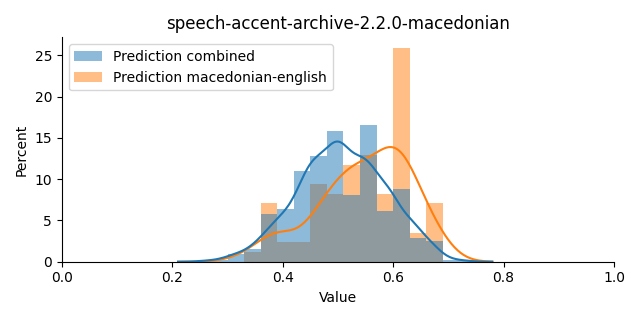 speech-accent-archive-2.2.0-macedonian
Prediction combined
Prediction macedonian-english
Percent
25
20
15
10
5
0
0.0 0.2 0.4 0.6 0.8 1.0
Value